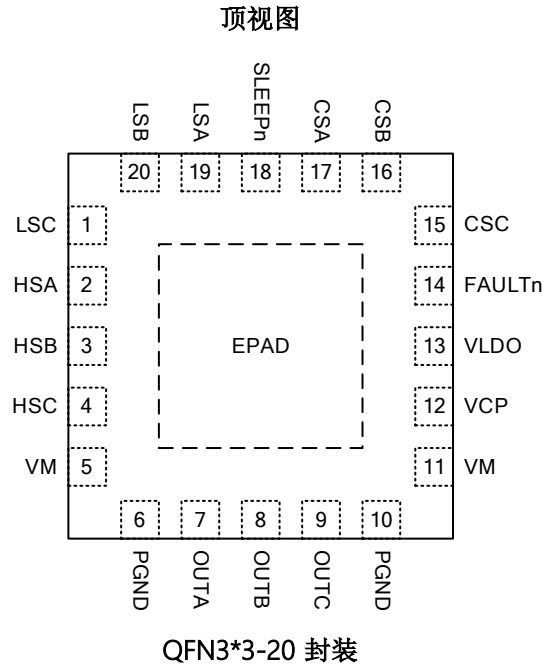 顶视图
LSB LSA SLEEPn CSA CSB
20 19 18 17 16
LSC 1 15 CSC
HSA 2 14 FAULTn
HSB 3 EPAD 13 VLDO
HSC 4 12 VCP
VM 5 11 VM
6 7 8 9 10
PGND OUTA OUTB OUTC PGND
QFN3*3-20 封装